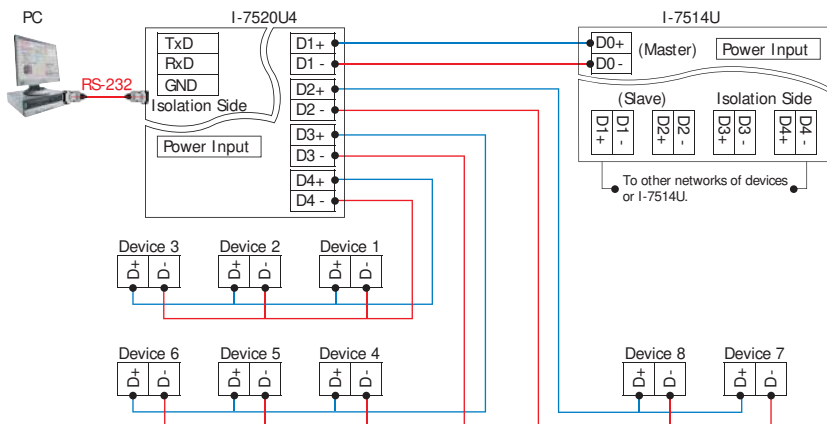 PC
I-7520U4
I-7514U
RS-232
TxD
RxD
GND
Isolation Side
Power Input
D1+
D1 -
D2+
D2 -
D3+
D3 -
D4+
D4 -
D0+
D0 -
(Master)
Power Input
(Slave)
Isolation Side
D1+
D1 -
D2+
D2 -
D3+
D3 -
D4+
D4 -
To other networks of devices
or I-7514U.
Device 3
Device 2
Device 1
D+
D-
D+
D-
D+
D-
Device 6
Device 5
Device 4
Device 8
Device 7
D+
D-
D+
D-
D+
D-
D+
D-
D+
D-